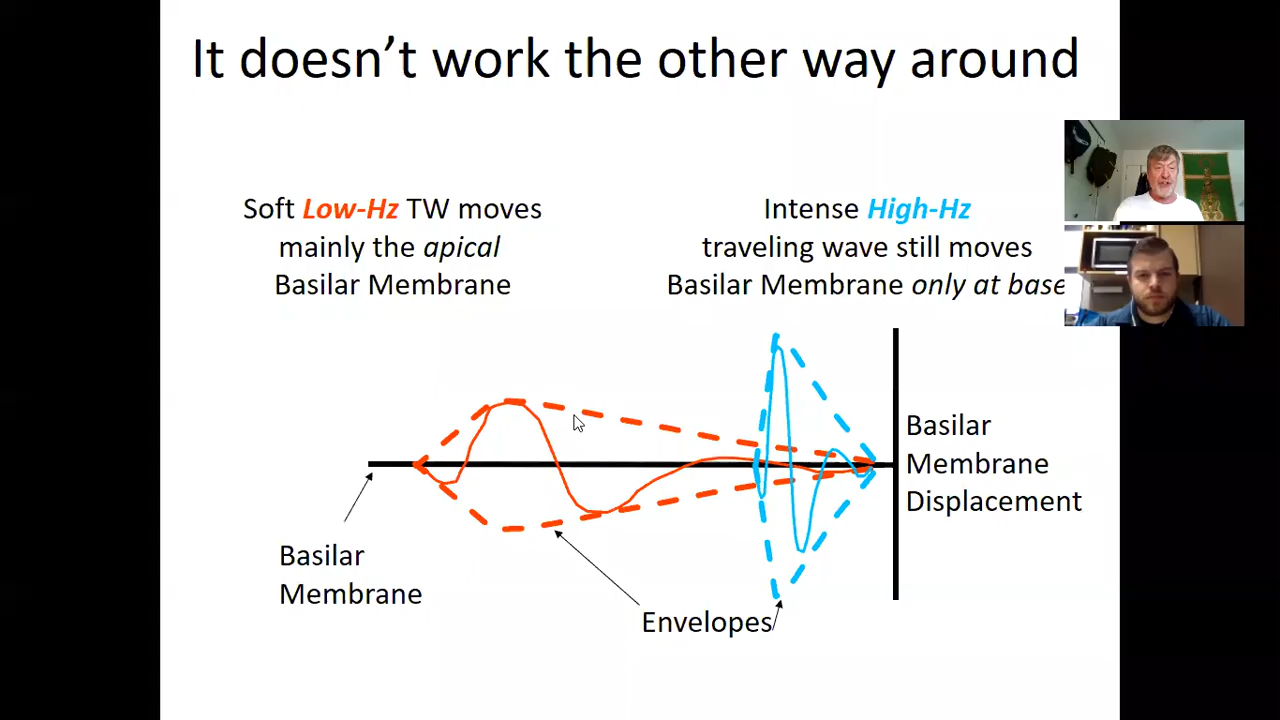 It doesn’t work the other way around
Soft Low-Hz TW moves
mainly the apical
Basilar Membrane
Intense High-Hz
traveling wave still moves
Basilar Membrane only at base
Basilar
Membrane
Displacement
Basilar
Membrane
Envelopes